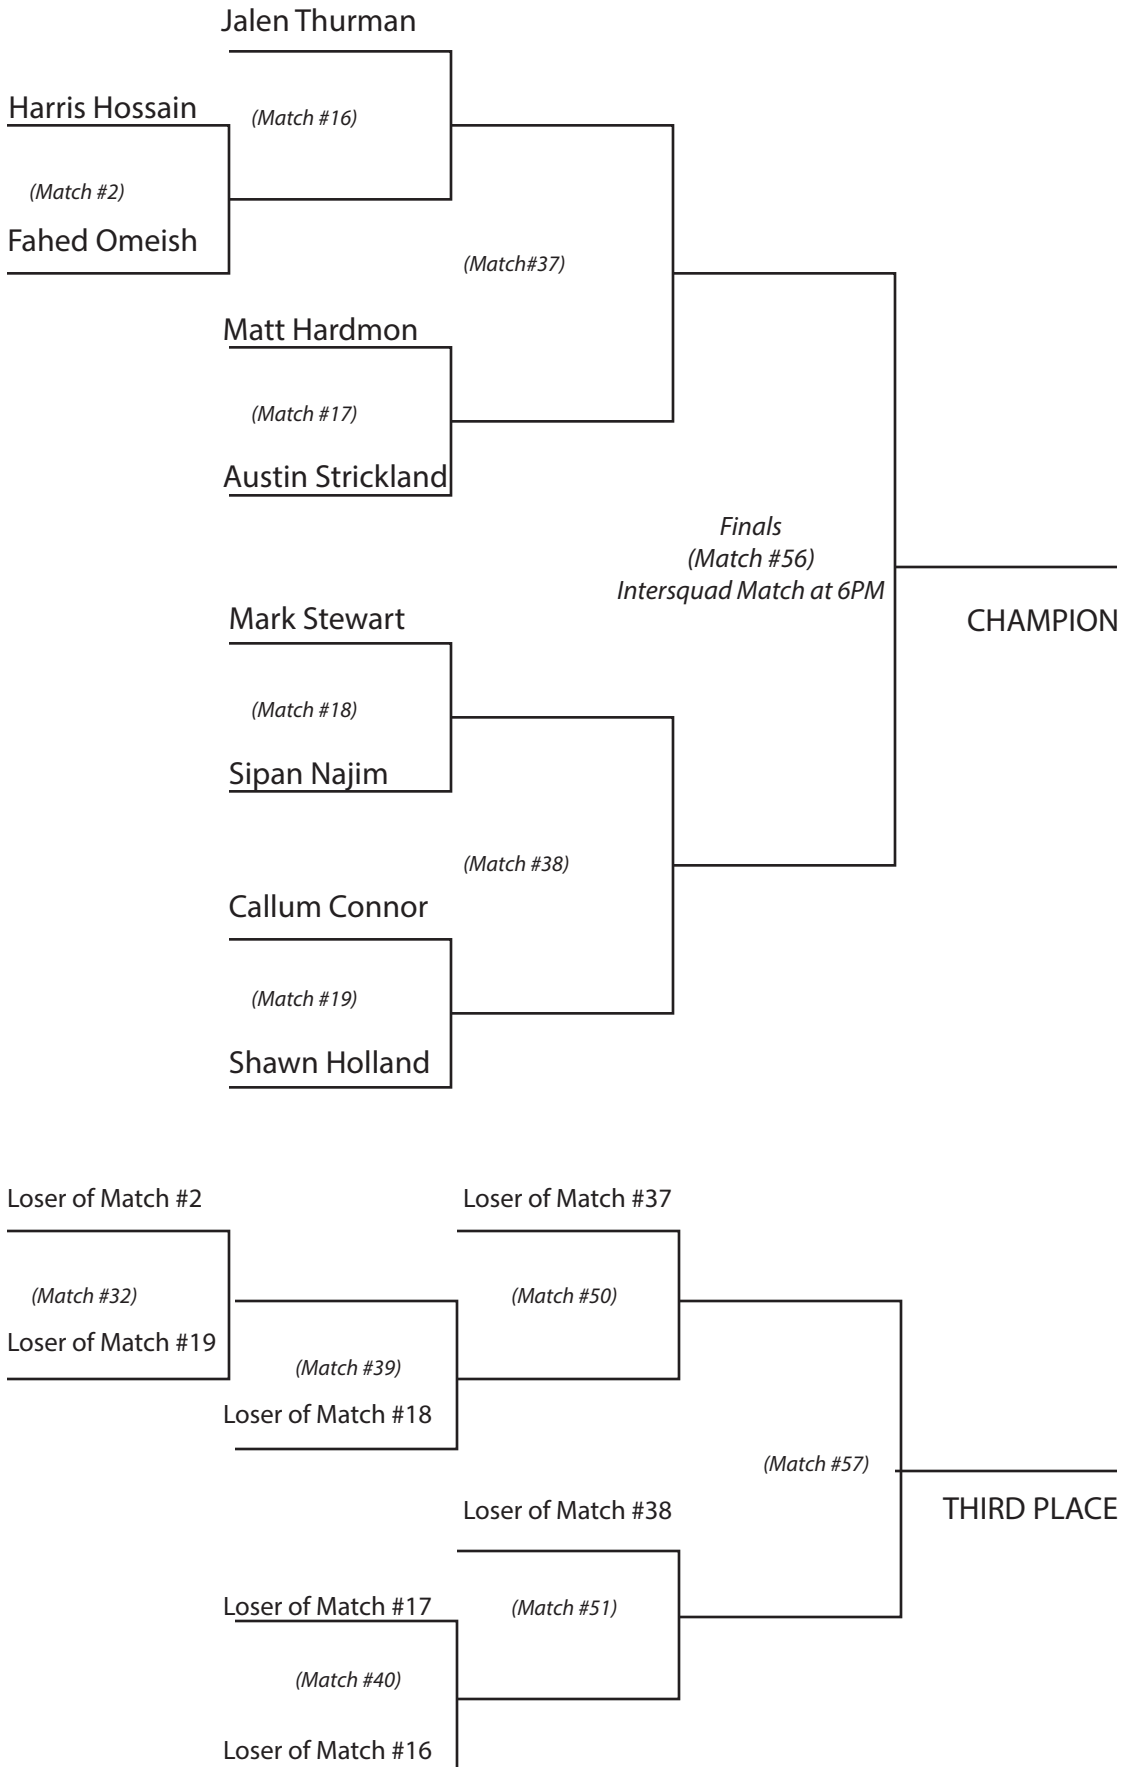 Jalen Thurman
Harris Hossain
(Match #16)
(Match #2)
Fahed Omeish
(Match#37)
Matt Hardmon
(Match #17)
Austin Strickland
Finals
(Match #56)
Intersquad Match at 6PM
Mark Stewart
CHAMPION
(Match #18)
Sipan Najim
(Match #38)
Callum Connor
(Match #19)
Shawn Holland
Loser of Match #2
Loser of Match #37
(Match #32)
(Match #50)
Loser of Match #19
(Match #39)
Loser of Match #18
(Match #57)
Loser of Match #38
THIRD PLACE
Loser of Match #17
(Match #51)
(Match #40)
Loser of Match #16